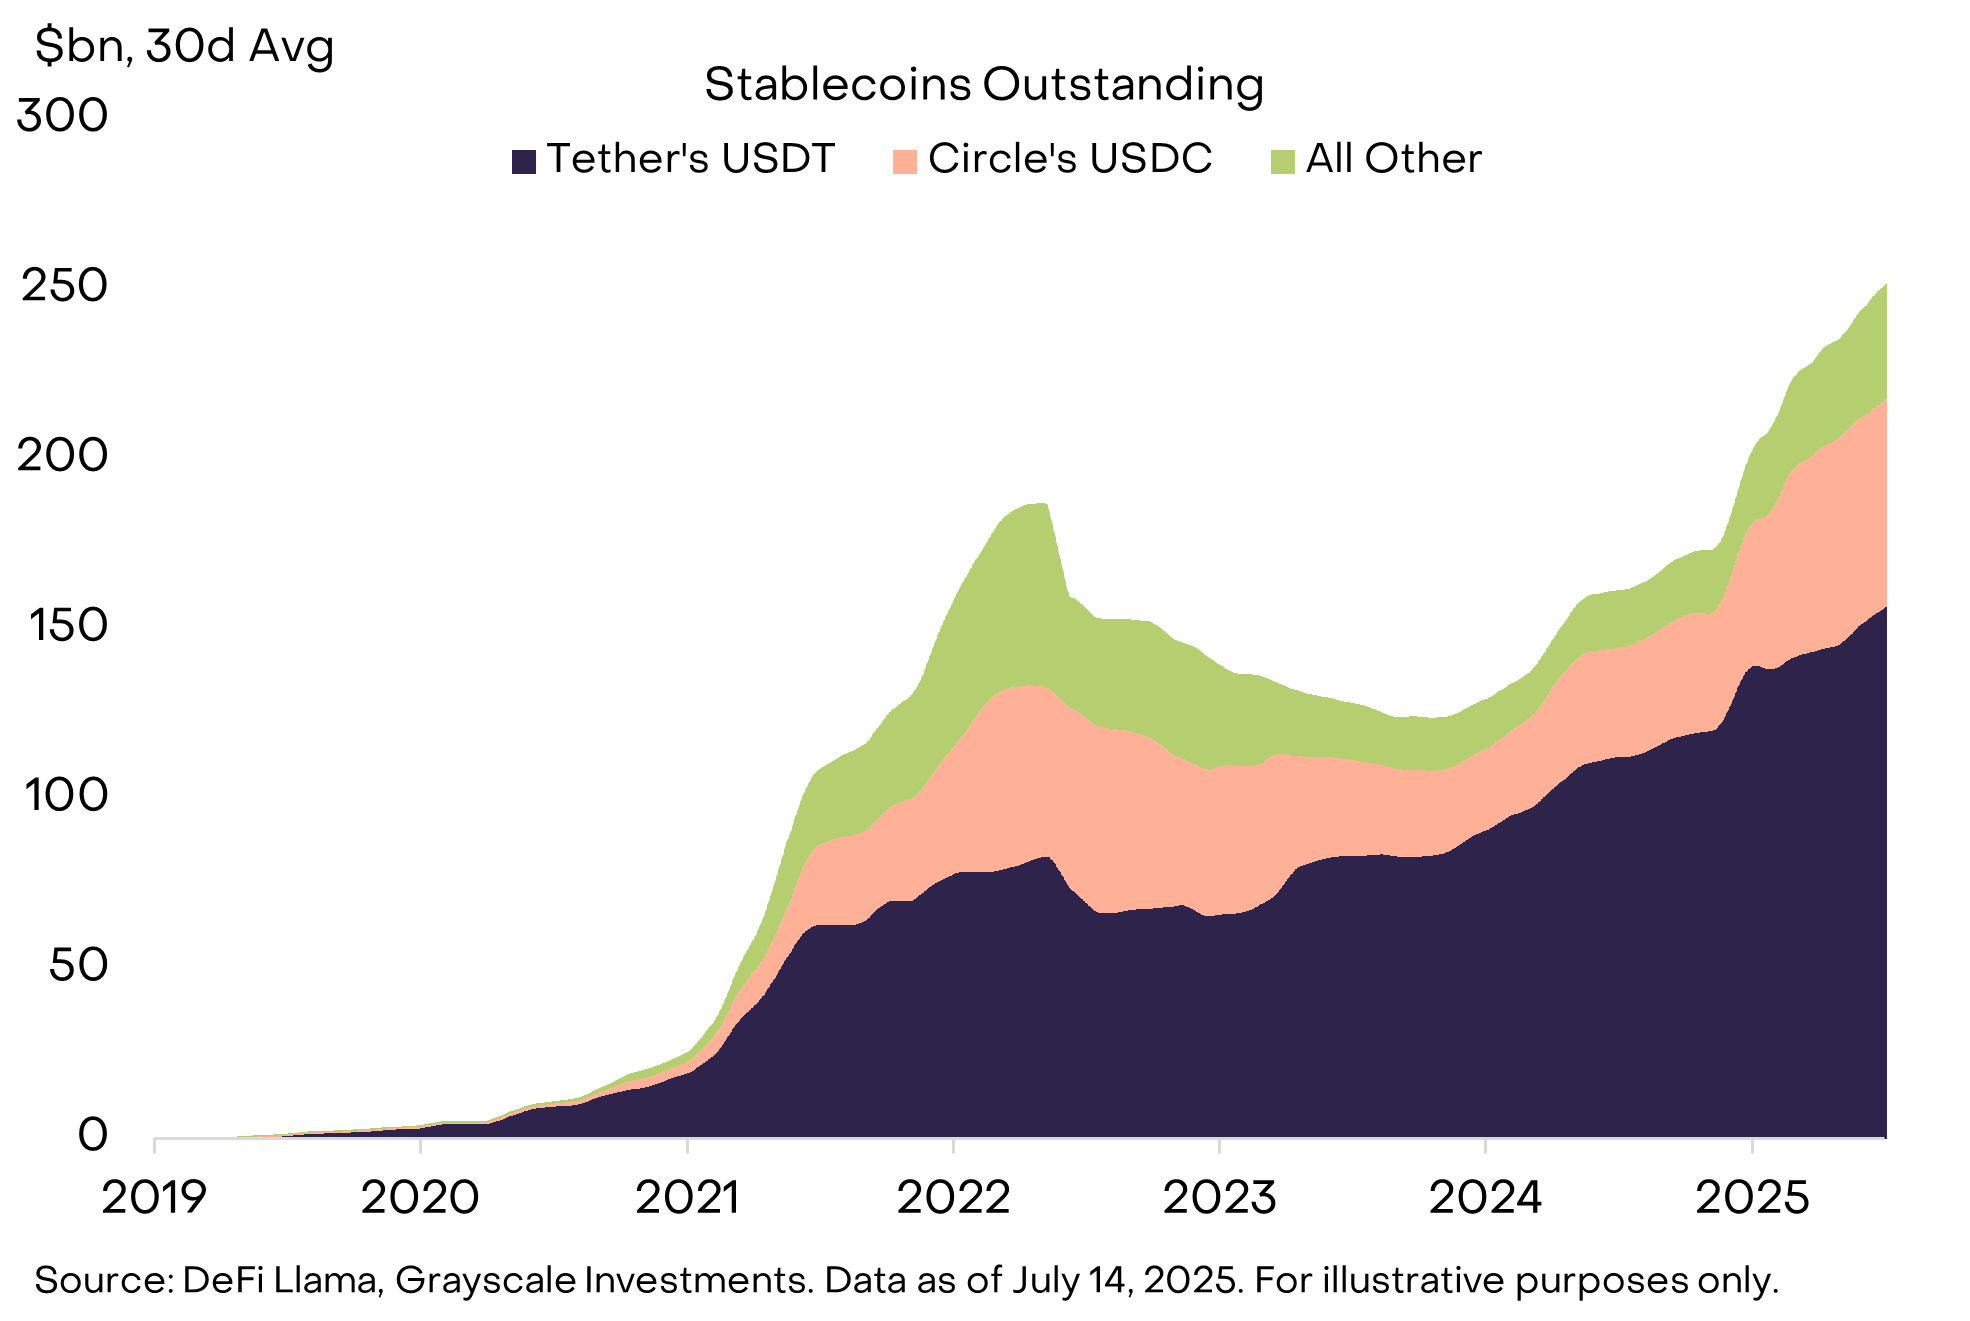 $bn, 30d Avg
Stablecoins Outstanding
300
Tether's USDT Circle's USDC All Other
250
200
150
100
50
0
2019 2020 2021 2022 2023 2024 2025
Source: DeFi Llama, Grayscale Investments. Data as of July 14, 2025. For illustrative purposes only.